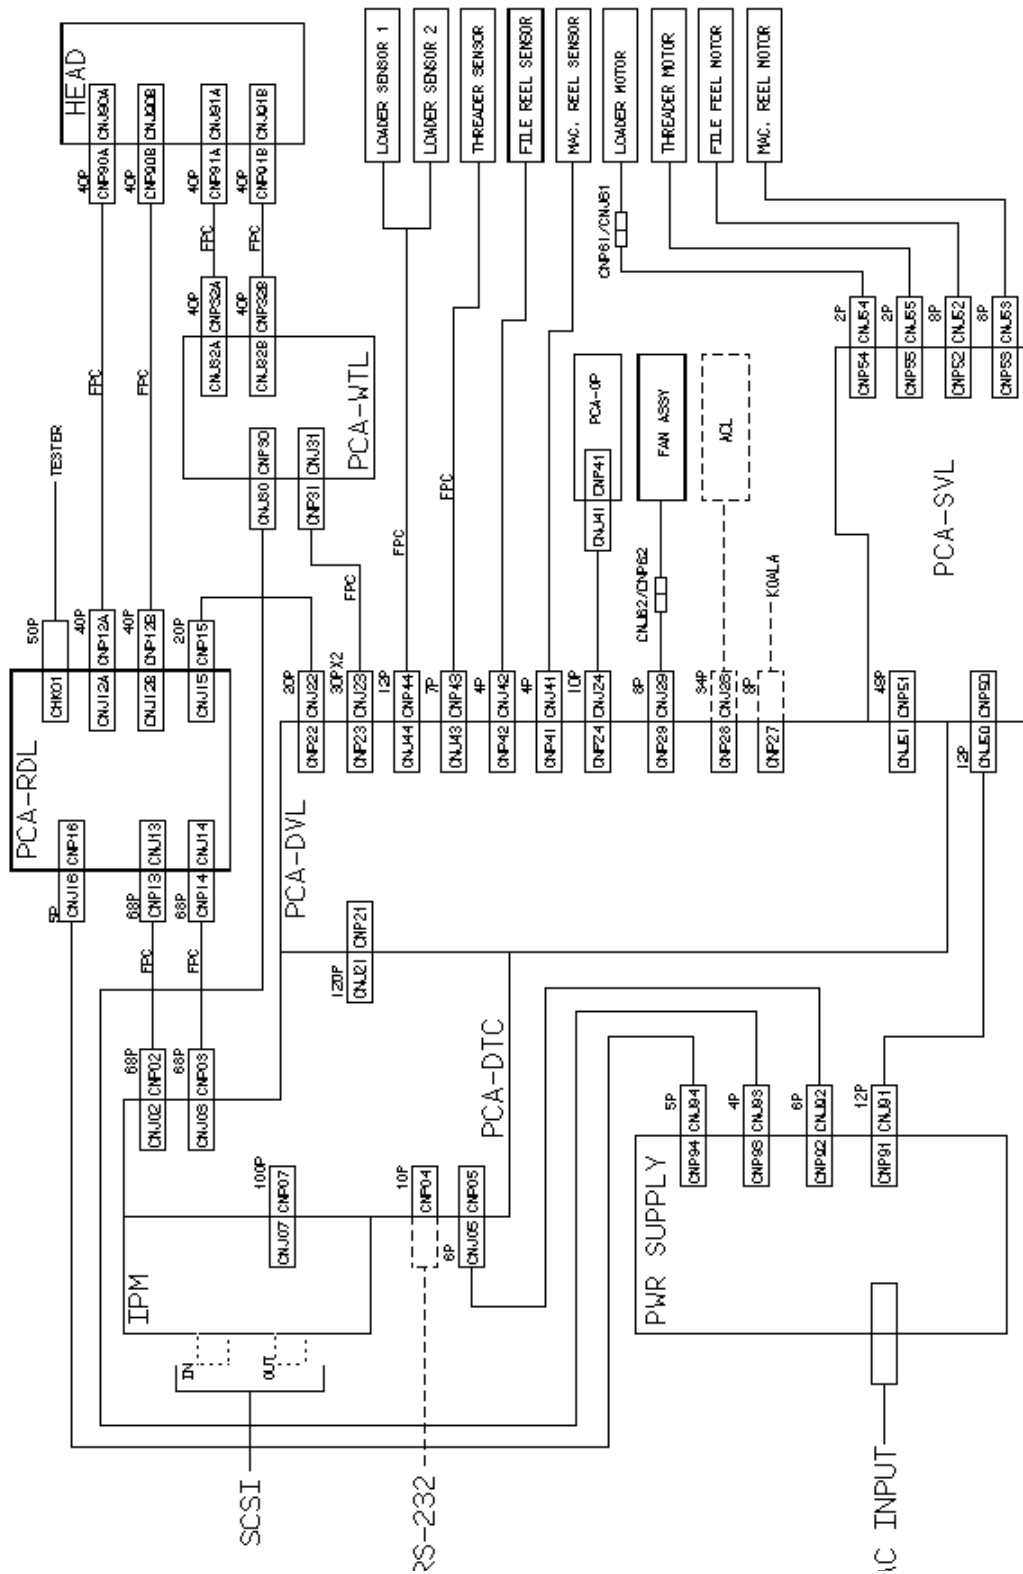 HEAD
CNJ90A
CNP90A
40P
CNJ90B
CNP90B
40P
CNJ91A
CNP91A
40P
CNJ91B
CNP91B
40P
FPC
FPC
FPC
FPC
CNP32A
CNJ32A
40P
CNP32B
CNJ32B
40P
PCA-WTL
CNP30
CNJ30
CNJ31
CNP31
FPC
TESTER
LOADER SENSOR 1
LOADER SENSOR 2
THREADER SENSOR
FILE REEL SENSOR
MAC. REEL SENSOR
LOADER MOTOR
THREADER MOTOR
FILE FEEL MOTOR
MAC. REEL MOTOR
CNP61/CNJ61
FPC
FPC
PCA-OP
CNP41
CNJ41
FAN ASSY
CNJ62/CNP62
ACL
KOALA
2P
CNJ54
CNP54
2P
CNJ55
CNP55
8P
CNJ52
CNP52
8P
CNJ53
CNP53
PCA-SVL
PCA-RDL
50P
CHK01
40P
CNP12A
CNJ12A
40P
CNP12B
CNJ12B
20P
CNP15
CNJ15
CNP16
CNJ16
5P
CNJ13
CNP13
68P
CNJ14
CNP14
68P
FPC
FPC
PCA-DVL
20P
CNJ22
CNP22
30PX2
CNJ23
CNP23
12P
CNP44
CNJ44
7P
CNP43
CNJ43
4P
CNJ42
CNP42
4P
CNJ41
CNP41
10P
CNJ24
CNP24
8P
CNJ29
CNP29
34P
CNJ26
CNP26
8P
CNP27
49P
CNP51
CNJ51
12P
CNP50
CNJ50
CNP21
CNJ21
120P
PCA-DTC
68P
CNP02
CNJ02
68P
CNP03
CNJ03
100P
CNP07
CNJ07
10P
CNP04
CNP05
CNJ05
6P
IPM
IN
OUT
SCSI
RS-232
PWR SUPPLY
5P
CNJ94
CNP94
4P
CNJ93
CNP93
6P
CNJ92
CNP92
12P
CNJ91
CNP91
AC INPUT